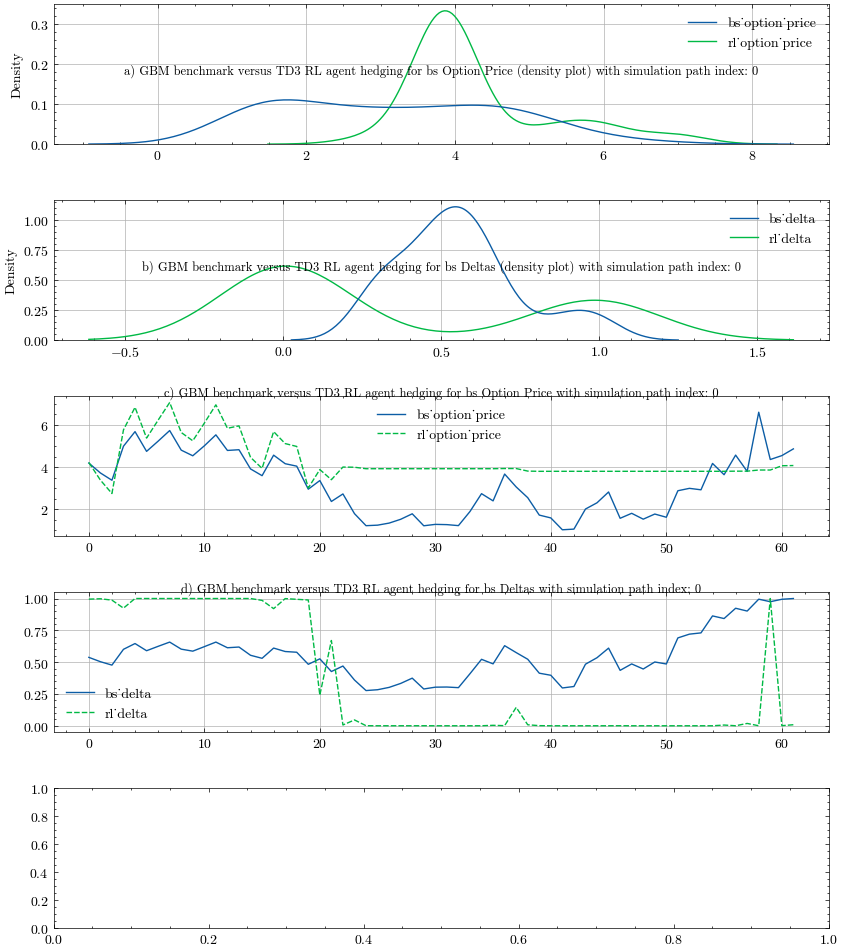 bs˙option˙price
rl˙option˙price
Density
a) GBM benchmark versus TD3 RL agent hedging for bs Option Price (density plot) with simulation path index: 0
0.3
0.2
0.1
0.0
0 2 4 6 8
bs˙delta
rl˙delta
Density
b) GBM benchmark versus TD3 RL agent hedging for bs Deltas (density plot) with simulation path index: 0
1.00
0.75
0.50
0.25
0.00
−0.5 0.0 0.5 1.0 1.5
c) GBM benchmark versus TD3 RL agent hedging for bs Option Price with simulation path index: 0
bs˙option˙price
rl˙option˙price
6
4
2
0 10 20 30 40 50 60
d) GBM benchmark versus TD3 RL agent hedging for bs Deltas with simulation path index: 0
1.00
0.75
0.50
0.25
0.00
bs˙delta
rl˙delta
0 10 20 30 40 50 60
1.0
0.8
0.6
0.4
0.2
0.0
0.0 0.2 0.4 0.6 0.8 1.0